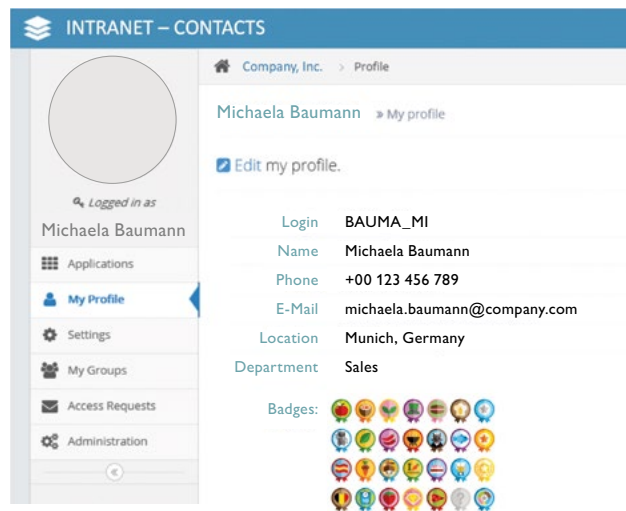 INTRANET – CONTACTS
Company, Inc. > Profile
Michaela Baumann » My profile
Edit my profile.
Logged in as
Michaela Baumann
Applications
My Profile
Settings
My Groups
Access Requests
Administration
Login BAUMA_MI
Name Michaela Baumann
Phone +00 123 456 789
E-Mail michaela.baumann@company.com
Location Munich, Germany
Department Sales
Badges: